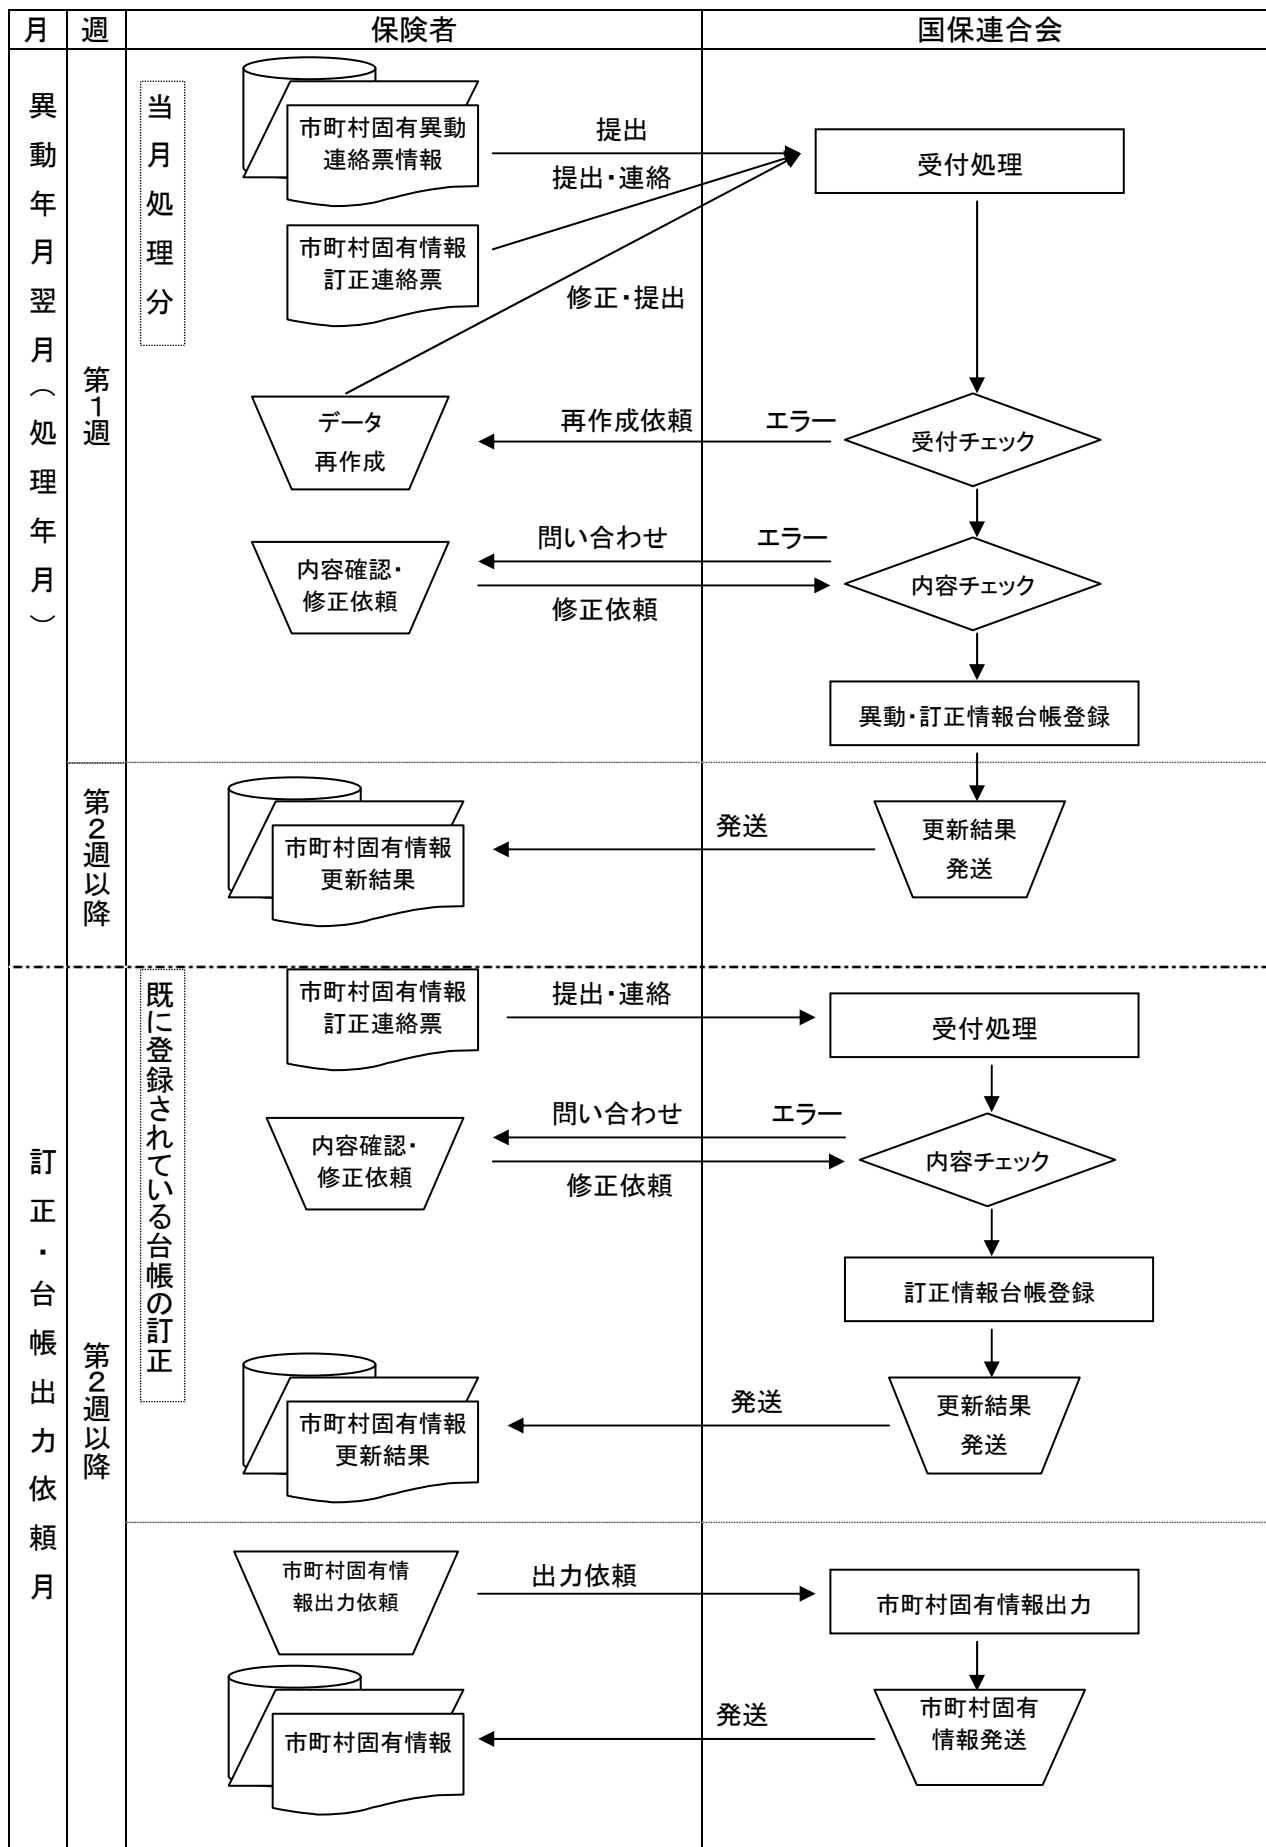 月
週
保険者
国保連合会
異動年月翌月（処理年月）
第1週
当月処理分
市町村固有異動
連絡票情報
提出
受付処理
提出・連絡
市町村固有情報
訂正連絡票
修正・提出
データ
再作成
再作成依頼
エラー
受付チェック
問い合わせ
エラー
内容確認・
修正依頼
修正依頼
内容チェック
異動・訂正情報台帳登録
第2週以降
市町村固有情報
更新結果
発送
更新結果
発送
訂正・台帳出力依頼月
第2週以降
既に登録されている台帳の訂正
市町村固有情報
訂正連絡票
提出・連絡
受付処理
問い合わせ
エラー
内容確認・
修正依頼
修正依頼
内容チェック
訂正情報台帳登録
市町村固有情報
更新結果
発送
更新結果
発送
市町村固有情
報出力依頼
出力依頼
市町村固有情報出力
市町村固有情報
発送
市町村固有
情報発送